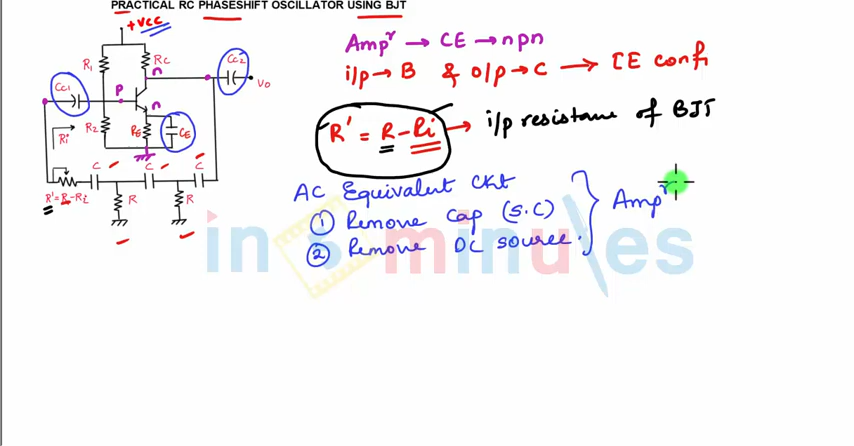 PRACTICAL RC PHASESHIFT OSCILLATOR USING BJT
+Vcc
R1
Rc
Cc2
n
Vo
Cc1
P
n
R2
RE
CE
Ri
C
C
C
R' = R-Ri
R
R
Ampr → CE → npn
i/p → B & o/p → C → CE confi
R' = R - Ri → i/p resistance of BJT
AC Equivalent Ckt
① Remove Cap (S.C)
② Remove DC source.
Ampr
in 5 minutes